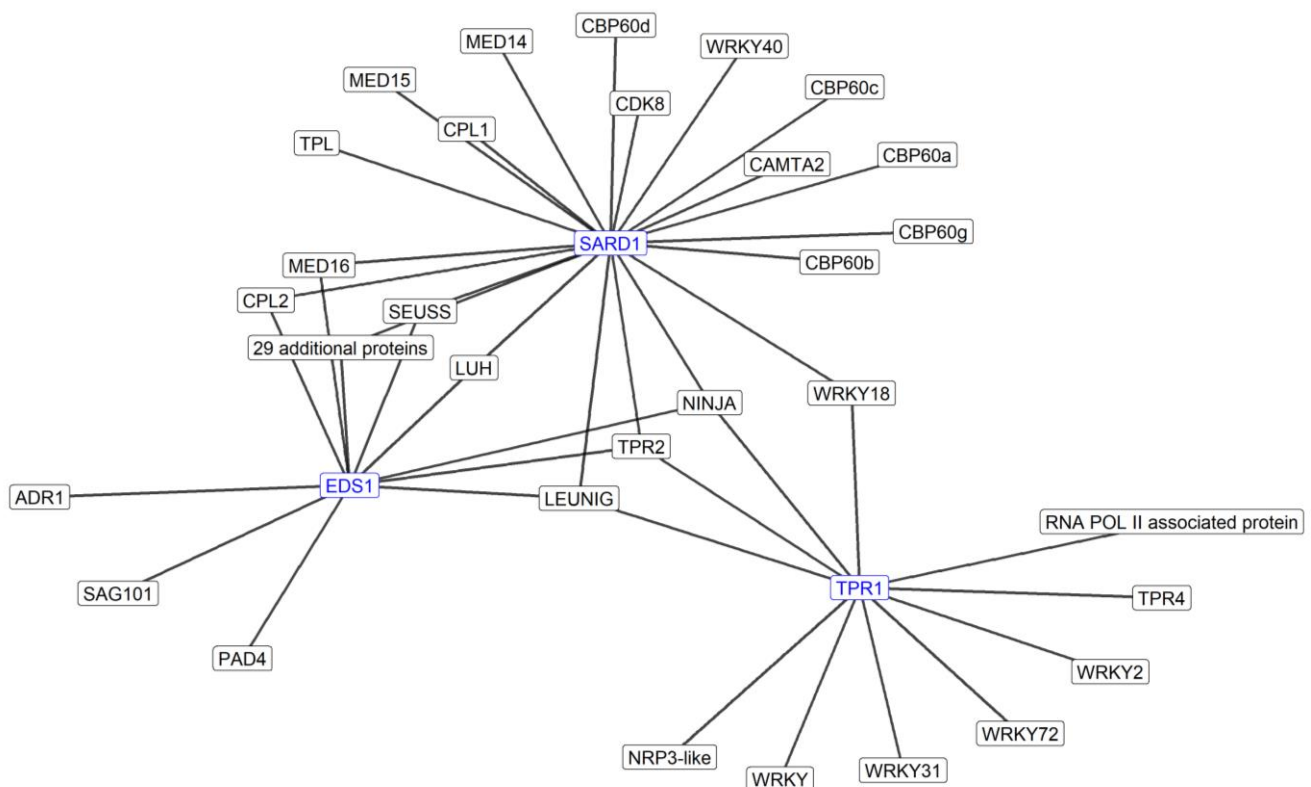 CBP60d
MED14
WRKY40
MED15
CBP60c
CDK8
CPL1
TPL
CAMTA2
CBP60a
CBP60g
SARD1
MED16
CBP60b
CPL2
SEUSS
29 additional proteins
LUH
WRKY18
NINJA
TPR2
EDS1
ADR1
LEUNIG
RNA POL II associated protein
TPR1
SAG101
TPR4
PAD4
WRKY2
WRKY72
NRP3-like
WRKY31
WRKY